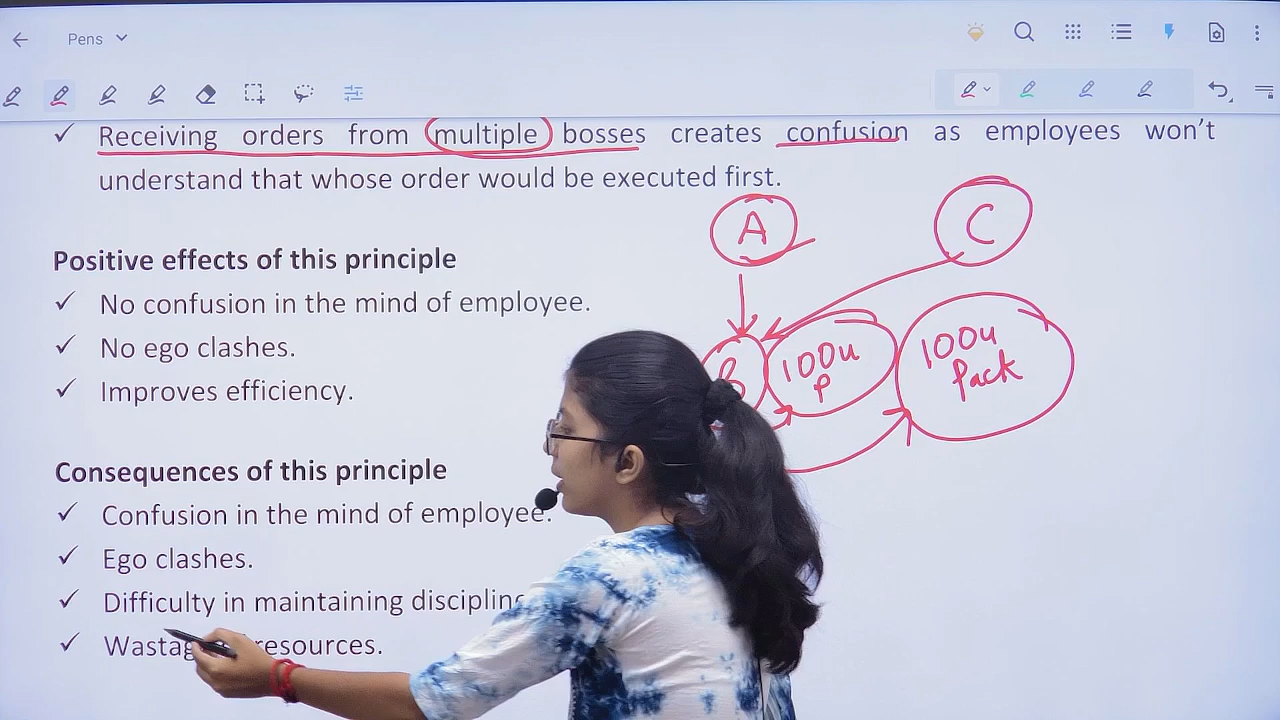 Pens
Receiving orders from multiple bosses creates confusion as employees won't
understand that whose order would be executed first.
A
C
Positive effects of this principle
No confusion in the mind of employee.
No ego clashes.
Improves efficiency.
B
100u
P
100u
Pack
Consequences of this principle
Confusion in the mind of employee.
Ego clashes.
Difficulty in maintaining discipline
resources.